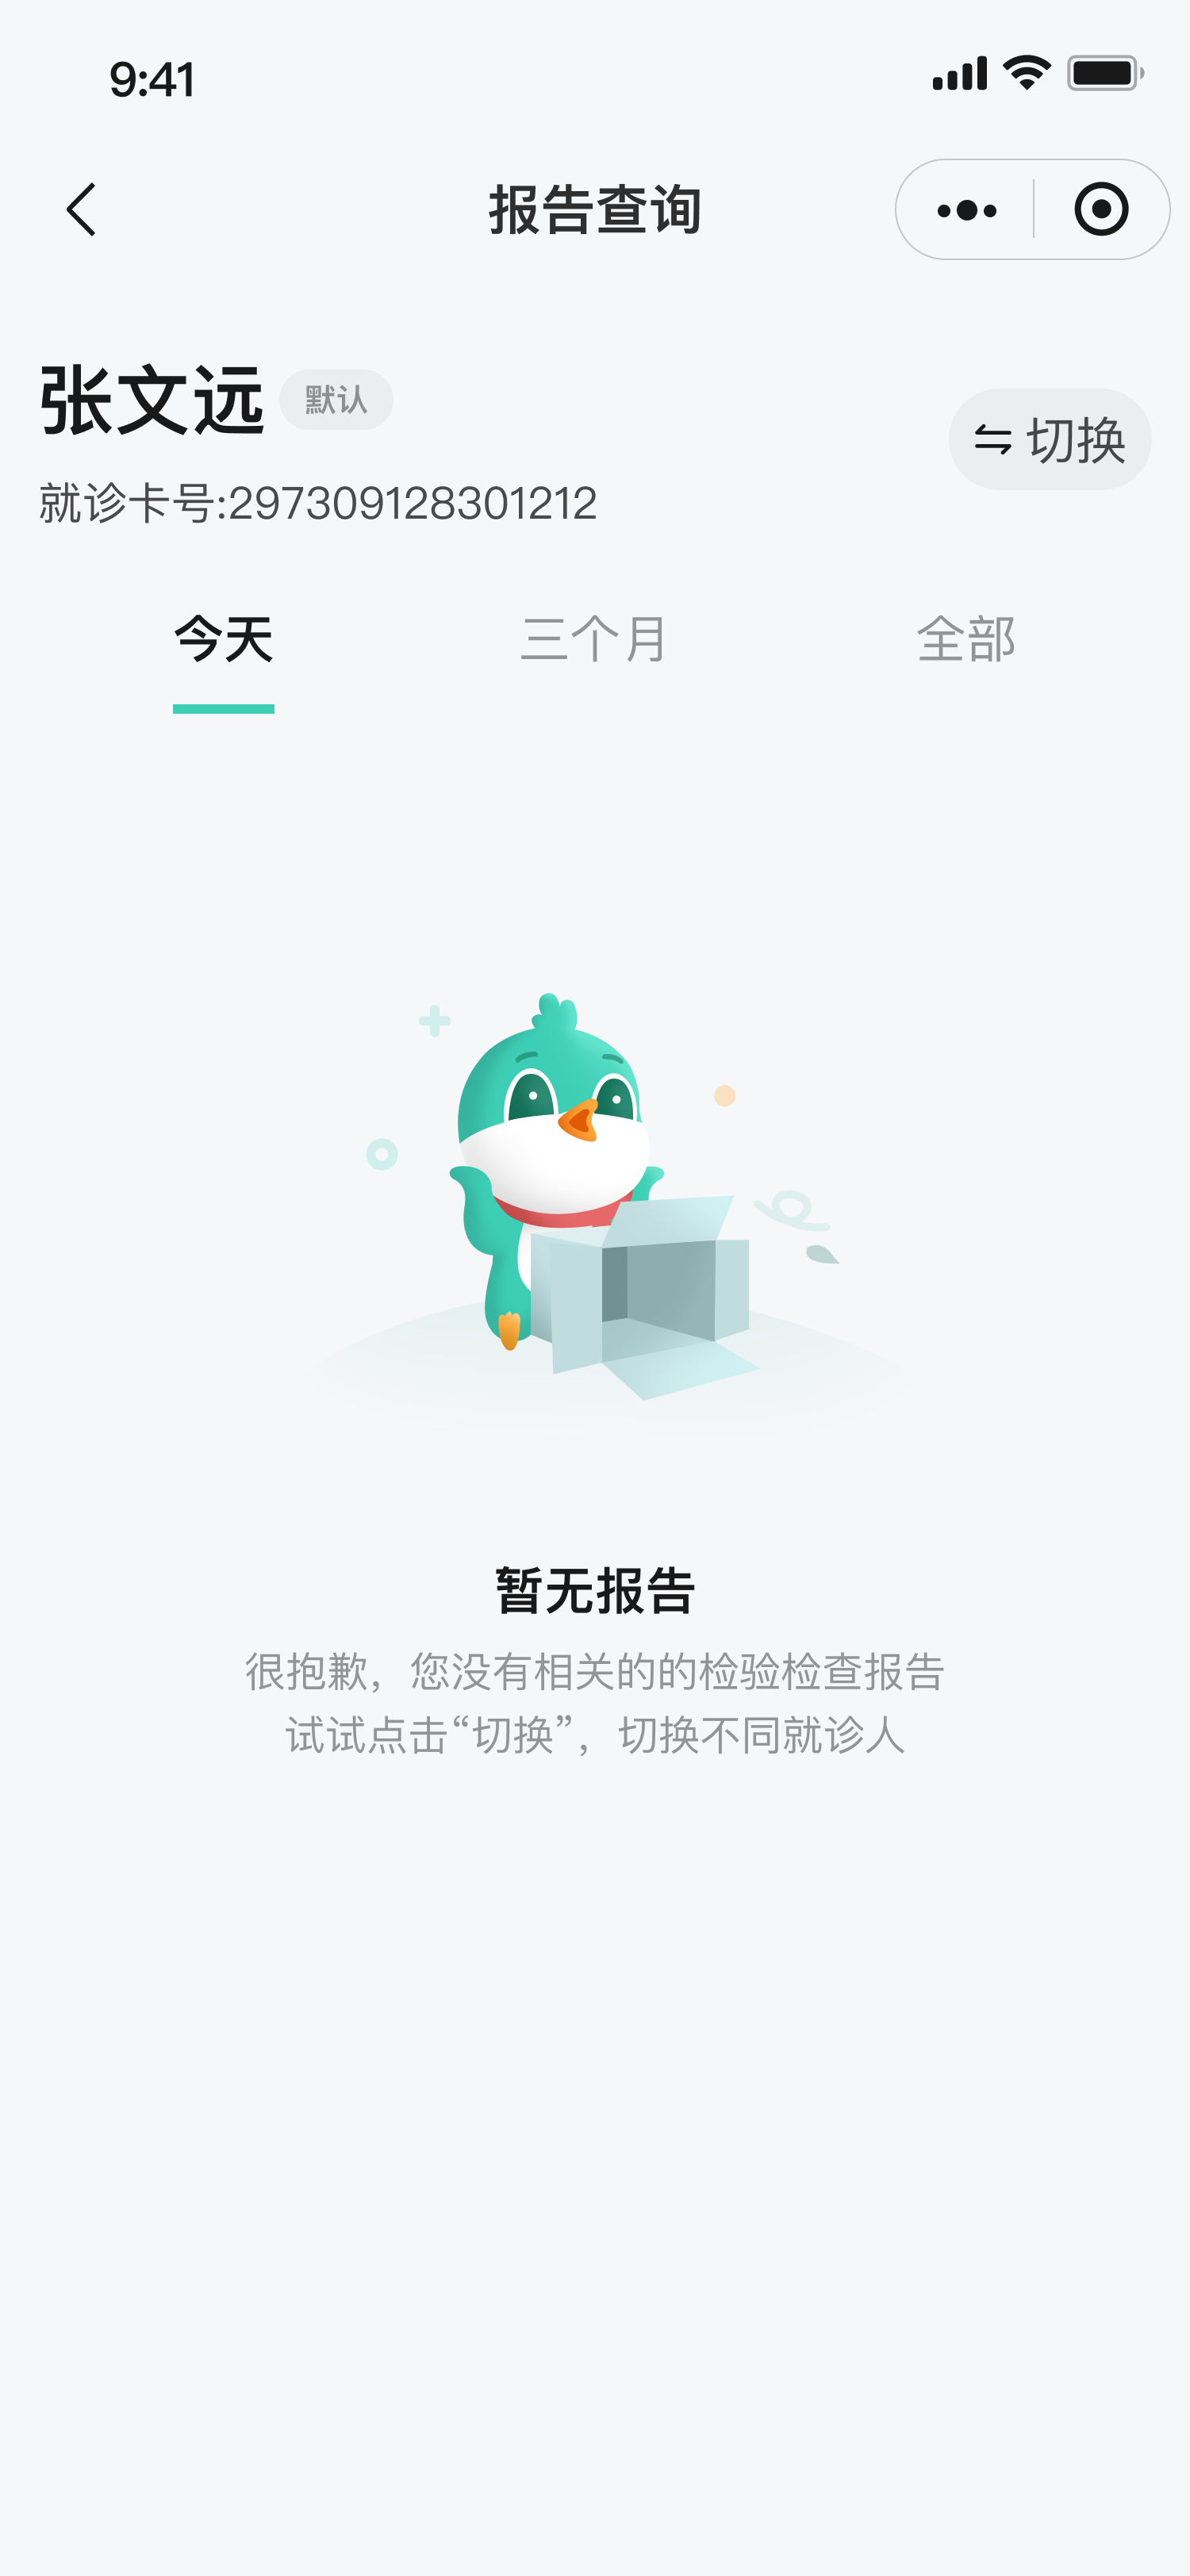 9:41
报告查询
张文远 默认
切换
就诊卡号:297309128301212
今天 三个月 全部
暂无报告
很抱歉，您没有相关的的检验检查报告
试试点击“切换”，切换不同就诊人